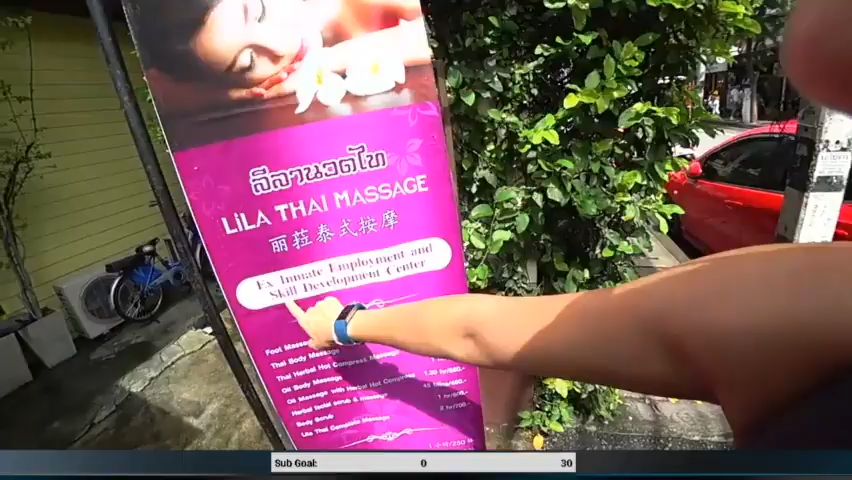 ลีลานวดไทย
LiLA THAI MASSAGE
丽菈泰式按摩
Ex Inmate Employment and
Skill Development Center
Foot Massage
Thai Body Massage
Thai Herbal Hot Compress Massage
Oil Body Massage
Oil Massage with Herbal Hot Compress
Herbal facial scrub & massage
Body Scrub
Lila Thai Complete Massage
Sub Goal: 0 30